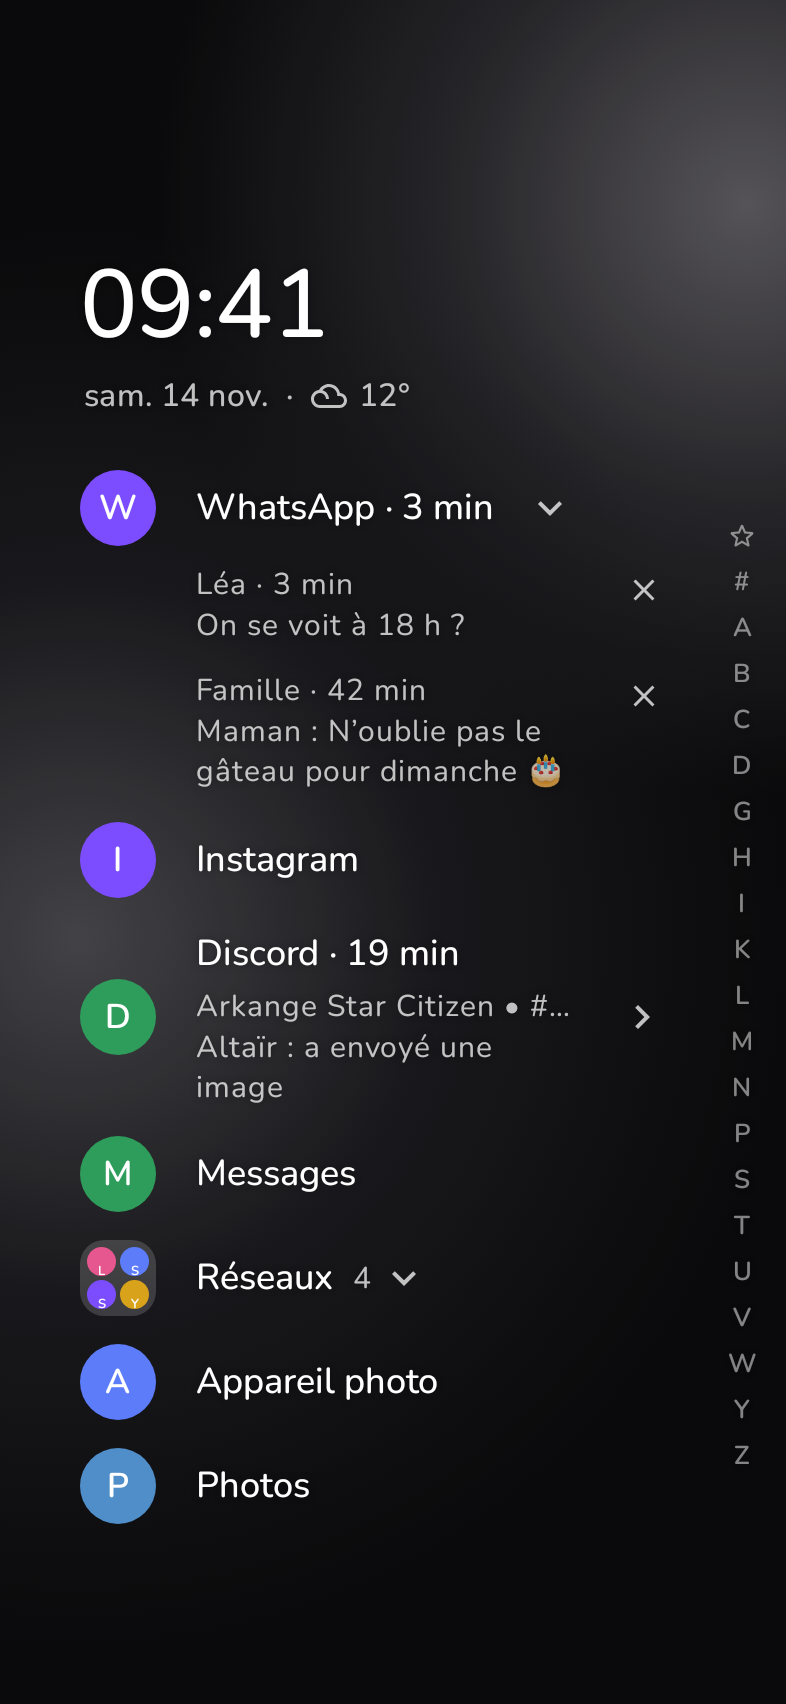 09:41
sam. 14 nov. · 12°
W
WhatsApp · 3 min
Léa · 3 min
On se voit à 18 h ?
Famille · 42 min
Maman : N’oublie pas le
gâteau pour dimanche 🎂
I
Instagram
Discord · 19 min
D
Arkange Star Citizen • #…
Altaïr : a envoyé une
image
M
Messages
L
S
S
Y
Réseaux 4
A
Appareil photo
P
Photos
#
A
B
C
D
G
H
I
K
L
M
N
P
S
T
U
V
W
Y
Z